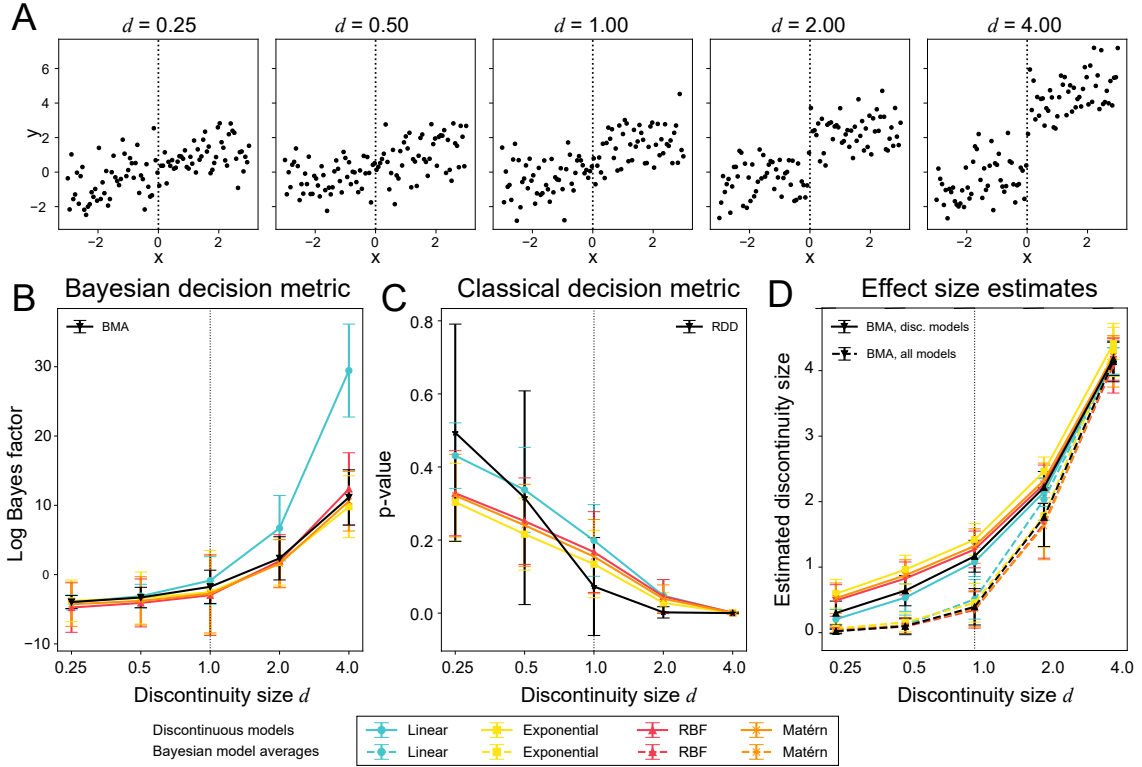 A
d = 0.25 d = 0.50 d = 1.00 d = 2.00 d = 4.00
6
4
2
0
−2
y
−2 0 2 −2 0 2 −2 0 2 −2 0 2 −2 0 2
x x x x x
B Bayesian decision metric
BMA
30
20
10
0
−10
Log Bayes factor
0.25 0.5 1.0 2.0 4.0
Discontinuity size d
C Classical decision metric
RDD
0.8
0.6
0.4
0.2
0.0
p-value
0.25 0.5 1.0 2.0 4.0
Discontinuity size d
D Effect size estimates
BMA, disc. models
BMA, all models
4
3
2
1
0
Estimated discontinuity size
0.25 0.5 1.0 2.0 4.0
Discontinuity size d
Discontinuous models Linear Exponential RBF Matérn
Bayesian model averages Linear Exponential RBF Matérn